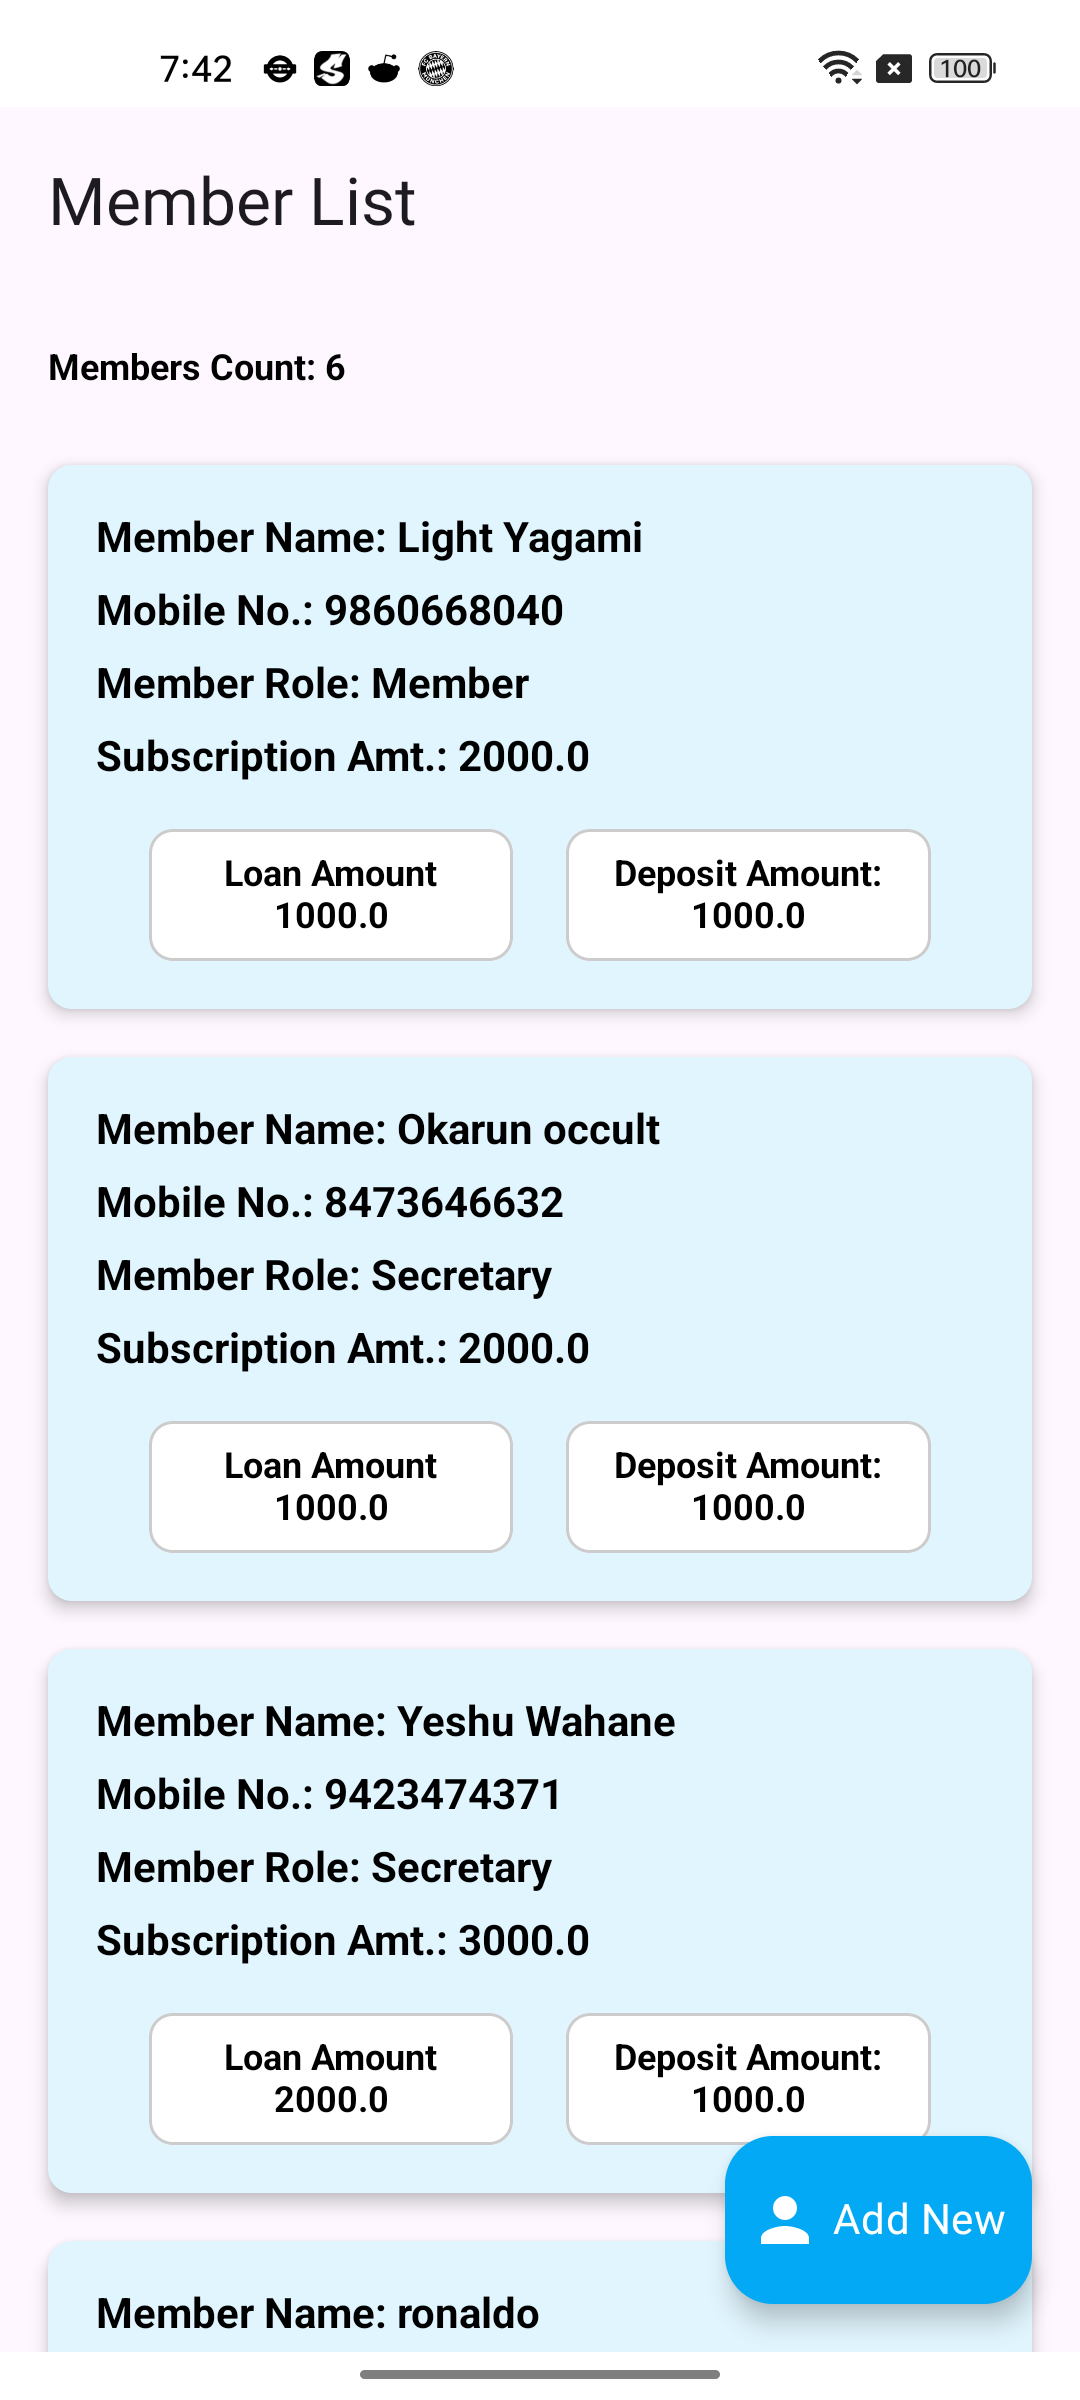 7:42
100
Member List
Members Count: 6
Member Name: Light Yagami
Mobile No.: 9860668040
Member Role: Member
Subscription Amt.: 2000.0
Loan Amount
1000.0
Deposit Amount:
1000.0
Member Name: Okarun occult
Mobile No.: 8473646632
Member Role: Secretary
Subscription Amt.: 2000.0
Loan Amount
1000.0
Deposit Amount:
1000.0
Member Name: Yeshu Wahane
Mobile No.: 9423474371
Member Role: Secretary
Subscription Amt.: 3000.0
Loan Amount
2000.0
Deposit Amount:
1000.0
Add New
Member Name: ronaldo